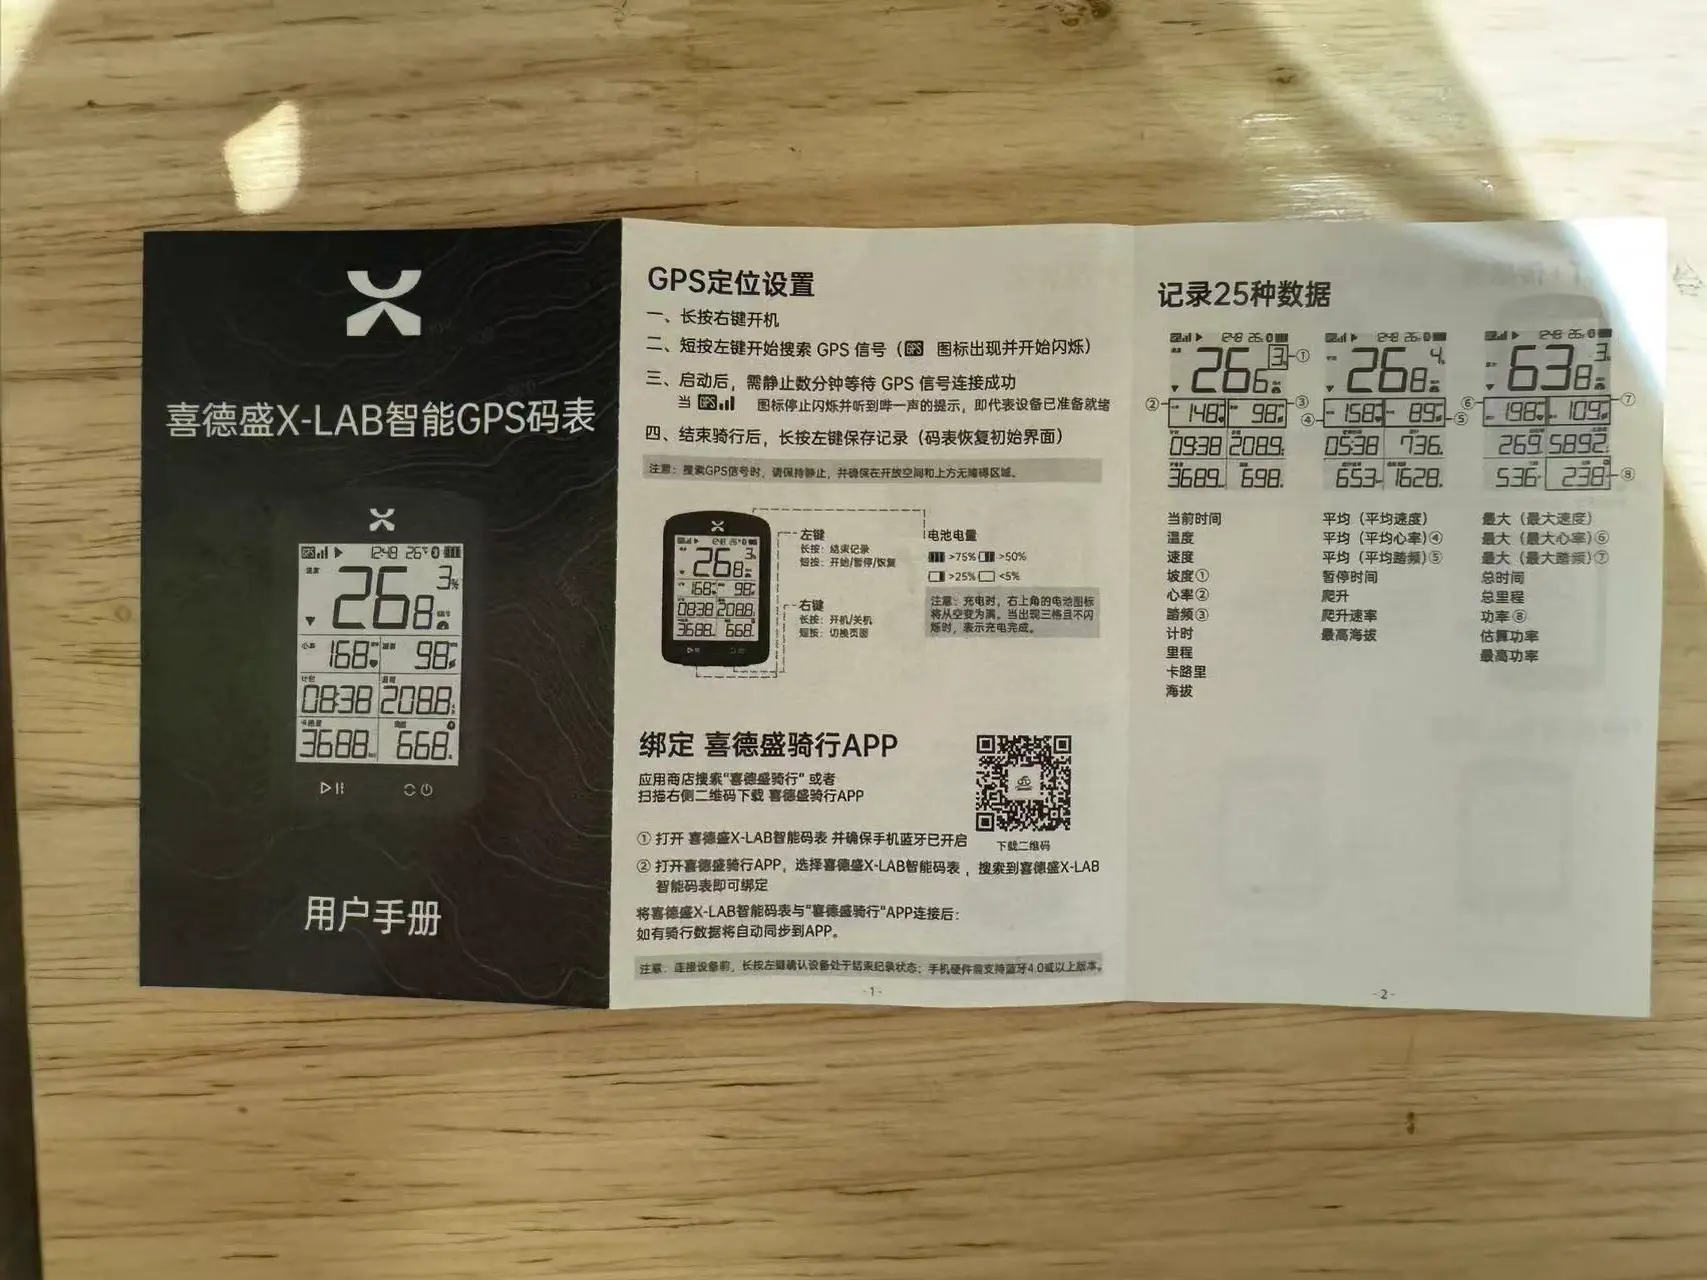 喜德盛X-LAB智能GPS码表
GPS
12:48 26°c
速度
3%
26.8
心率
168
98
计时
08:38
208.8
卡路里
3688
668
用户手册
GPS定位设置
一、长按右键开机
二、短按左键开始搜索 GPS 信号（GPS 图标出现并开始闪烁）
三、启动后，需静止数分钟等待 GPS 信号连接成功
当 GPS 图标停止闪烁并听到哔一声的提示，即代表设备已准备就绪
四、结束骑行后，长按左键保存记录（码表恢复初始界面）
注意：搜索GPS信号时，请保持静止，并确保在开放空间和上方无障碍区域。
左键
长按：结束记录
短按：开始/暂停/恢复
右键
长按：开机/关机
短按：切换页面
电池电量
>75% >50%
>25% <5%
注意：充电时，右上角的电池图标
将从空变为满。当出现三格且不闪
烁时，表示充电完成。
绑定 喜德盛骑行APP
应用商店搜索“喜德盛骑行” 或者
扫描右侧二维码下载 喜德盛骑行APP
下载二维码
① 打开 喜德盛X-LAB智能码表 并确保手机蓝牙已开启
② 打开喜德盛骑行APP，选择喜德盛X-LAB智能码表，搜索到喜德盛X-LAB
智能码表即可绑定
将喜德盛X-LAB智能码表与“喜德盛骑行”APP连接后：
如有骑行数据将自动同步到APP。
注意：连接设备前，长按左键确认设备处于结束纪录状态；手机硬件需支持蓝牙4.0或以上版本。
-1-
记录25种数据
26.6 3 ①
② 148 98 ③
09:38 208.9
3689 698
当前时间
温度
速度
坡度①
心率②
踏频③
计时
里程
卡路里
海拔
26.8 4
④ 158 89 ⑤
05:38 736
653 1628
平均（平均速度）
平均（平均心率）④
平均（平均踏频）⑤
暂停时间
爬升
爬升速率
最高海拔
63.8 3
⑥ 198 109 ⑦
269 5892
536 238 ⑧
最大（最大速度）
最大（最大心率）⑥
最大（最大踏频）⑦
总时间
总里程
功率⑧
估算功率
最高功率
-2-